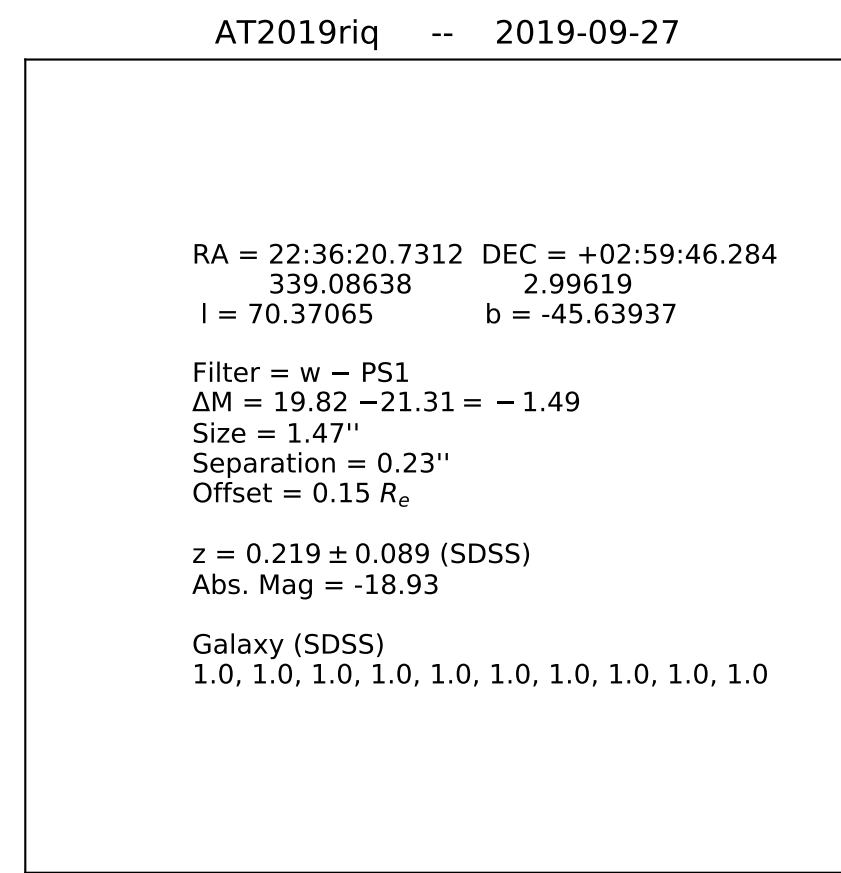 AT2019riq -- 2019-09-27
RA = 22:36:20.7312 DEC = +02:59:46.284
339.08638 2.99619
l = 70.37065 b = -45.63937
Filter = w − PS1
ΔM = 19.82 −21.31 = − 1.49
Size = 1.47''
Separation = 0.23''
Offset = 0.15 Rₑ
z = 0.219 ± 0.089 (SDSS)
Abs. Mag = -18.93
Galaxy (SDSS)
1.0, 1.0, 1.0, 1.0, 1.0, 1.0, 1.0, 1.0, 1.0, 1.0